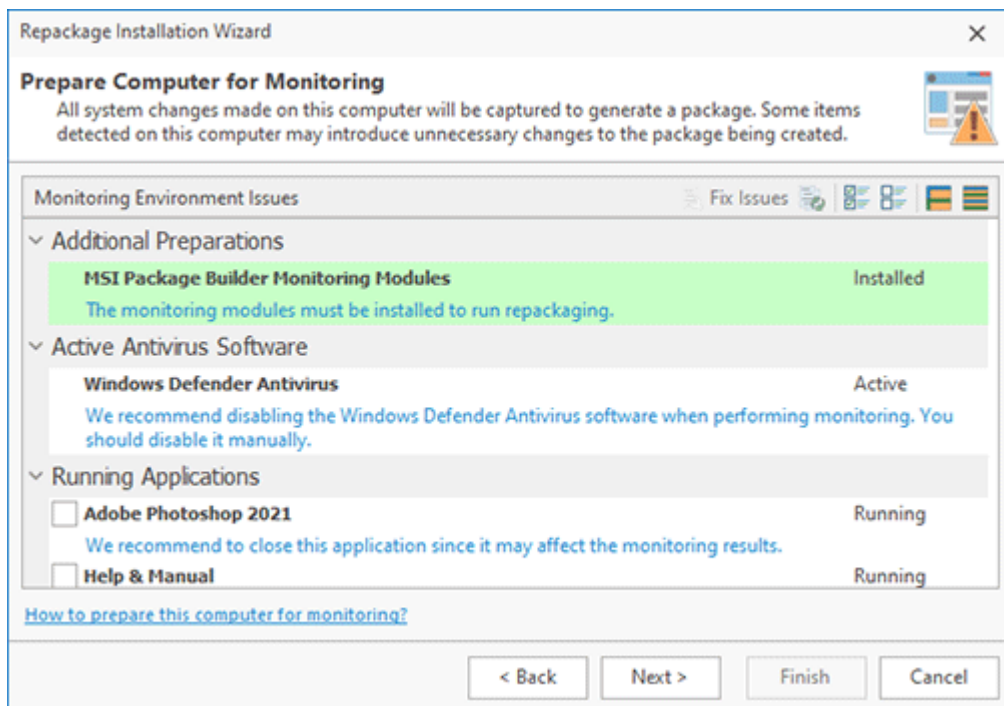 Repackage Installation Wizard
Prepare Computer for Monitoring
All system changes made on this computer will be captured to generate a package. Some items
detected on this computer may introduce unnecessary changes to the package being created.
Monitoring Environment Issues
Fix Issues
Additional Preparations
MSI Package Builder Monitoring Modules Installed
The monitoring modules must be installed to run repackaging.
Active Antivirus Software
Windows Defender Antivirus Active
We recommend disabling the Windows Defender Antivirus software when performing monitoring. You
should disable it manually.
Running Applications
Adobe Photoshop 2021 Running
We recommend to close this application since it may affect the monitoring results.
Help & Manual Running
How to prepare this computer for monitoring?
< Back Next > Finish Cancel